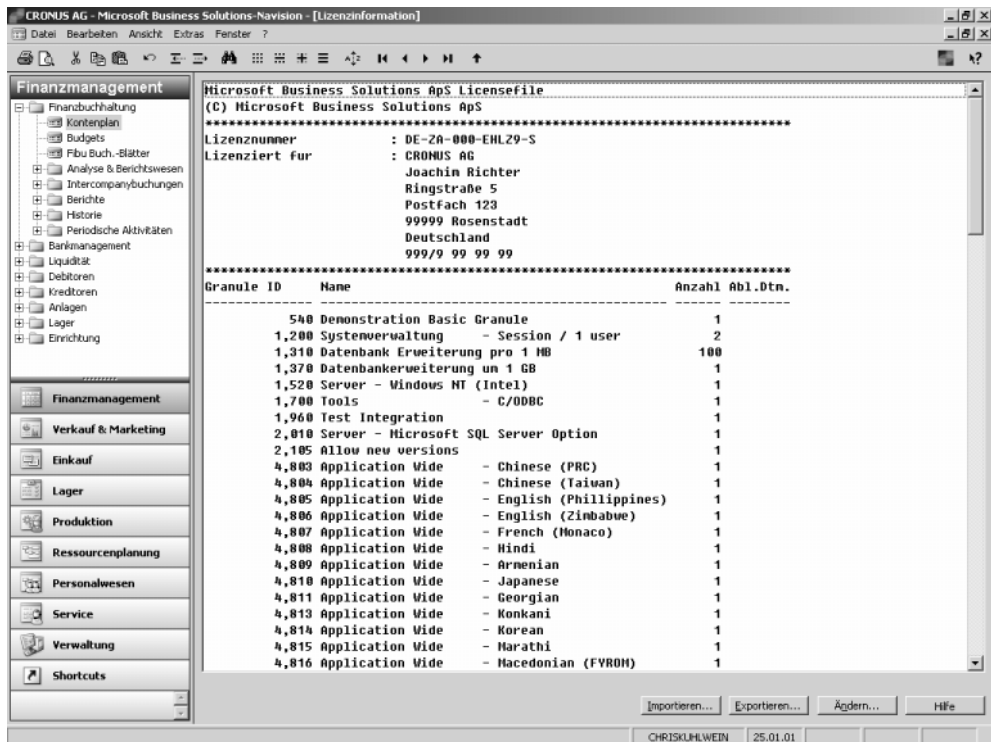 CRONUS AG - Microsoft Business Solutions-Navision - [Lizenzinformation]
Datei Bearbeiten Ansicht Extras Fenster ?
Finanzmanagement
Finanzbuchhaltung
Kontenplan
Budgets
Fibu Buch.-Blätter
Analyse & Berichtswesen
Intercompanybuchungen
Berichte
Historie
Periodische Aktivitäten
Bankmanagement
Liquidität
Debitoren
Kreditoren
Anlagen
Lager
Einrichtung
Finanzmanagement
Verkauf & Marketing
Einkauf
Lager
Produktion
Ressourcenplanung
Personalwesen
Service
Verwaltung
Shortcuts
Microsoft Business Solutions ApS Licensefile
(C) Microsoft Business Solutions ApS
Lizenznummer : DE-ZA-000-EHLZ9-S
Lizenziert fur : CRONUS AG
Joachim Richter
Ringstraße 5
Postfach 123
99999 Rosenstadt
Deutschland
999/9 99 99 99
Granule ID Name Anzahl Abl.Dtm.
540 Demonstration Basic Granule 1
1,200 Systemverwaltung - Session / 1 user 2
1,310 Datenbank Erweiterung pro 1 MB 100
1,370 Datenbankerweiterung um 1 GB 1
1,520 Server - Windows NT (Intel) 1
1,700 Tools - C/ODBC 1
1,960 Test Integration 1
2,010 Server - Microsoft SQL Server Option 1
2,105 Allow new versions 1
4,803 Application Wide - Chinese (PRC) 1
4,804 Application Wide - Chinese (Taiwan) 1
4,805 Application Wide - English (Phillippines) 1
4,806 Application Wide - English (Zimbabwe) 1
4,807 Application Wide - French (Monaco) 1
4,808 Application Wide - Hindi 1
4,809 Application Wide - Armenian 1
4,810 Application Wide - Japanese 1
4,811 Application Wide - Georgian 1
4,813 Application Wide - Konkani 1
4,814 Application Wide - Korean 1
4,815 Application Wide - Marathi 1
4,816 Application Wide - Macedonian (FYROM) 1
Importieren... Exportieren... Ändern... Hilfe
CHRISKUHLWEIN 25.01.01